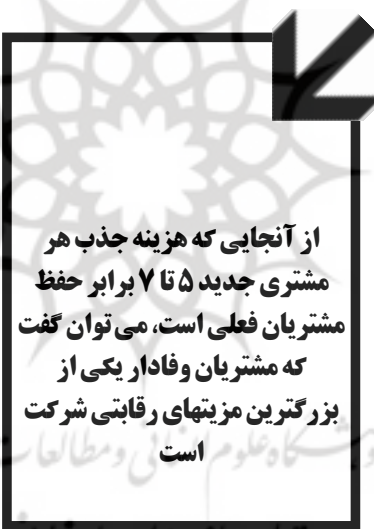 از آنجایی که هزینه جذب هر
مشتری جدید ۵ تا ۷ برابر حفظ
مشتریان فعلی است، می توان گفت
که مشتریان وفادار یکی از
بزرگترین مزیتهای رقابتی شرکت
است